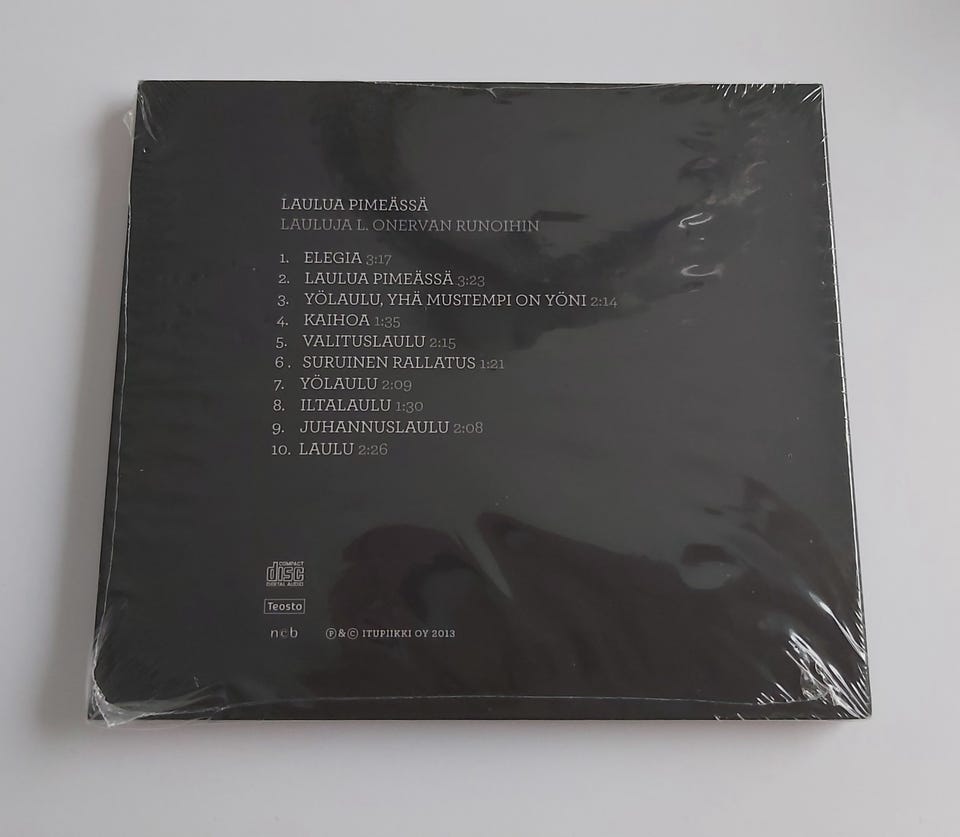 LAULUA PIMEÄSSÄ
LAULUJA L. ONERVAN RUNOIHIN
1. ELEGIA 3:17
2. LAULUA PIMEÄSSÄ 3:23
3. YÖLAULU, YHÄ MUSTEMPI ON YÖNI 2:14
4. KAIHOA 1:35
5. VALITUSLAULU 2:15
6. SURUINEN RALLATUS 1:21
7. YÖLAULU 2:09
8. ILTALAULU 1:30
9. JUHANNUSLAULU 2:08
10. LAULU 2:26
COMPACT
disc
DIGITAL AUDIO
Teosto
ncb ℗ & © ITUPIIKKI OY 2013